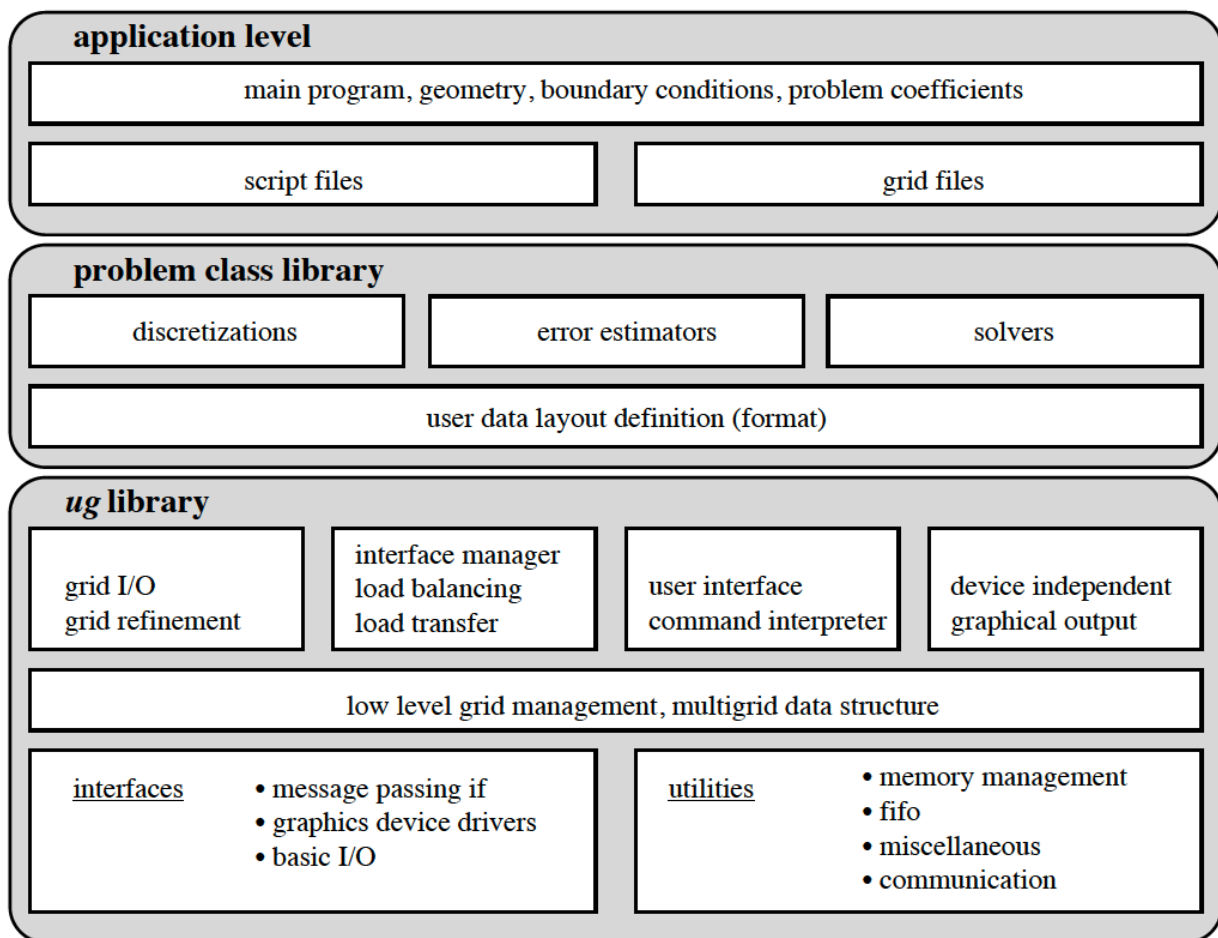 application level
main program, geometry, boundary conditions, problem coefficients
script files
grid files
problem class library
discretizations
error estimators
solvers
user data layout definition (format)
ug library
grid I/O
grid refinement
interface manager
load balancing
load transfer
user interface
command interpreter
device independent
graphical output
low level grid management, multigrid data structure
interfaces
• message passing if
• graphics device drivers
• basic I/O
utilities
• memory management
• fifo
• miscellaneous
• communication